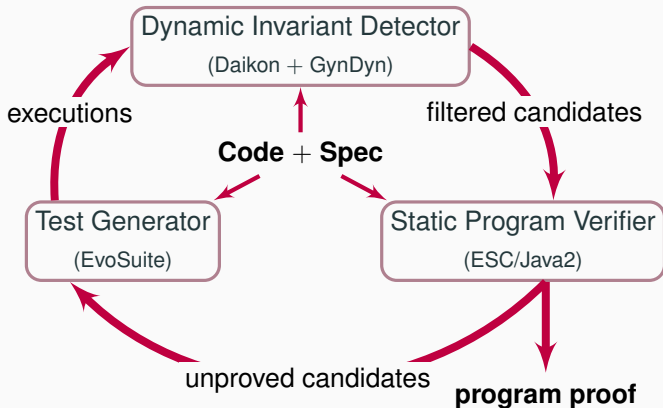 Dynamic Invariant Detector
(Daikon + GynDyn)
executions
filtered candidates
Code + Spec
Test Generator
(EvoSuite)
Static Program Verifier
(ESC/Java2)
unproved candidates
program proof